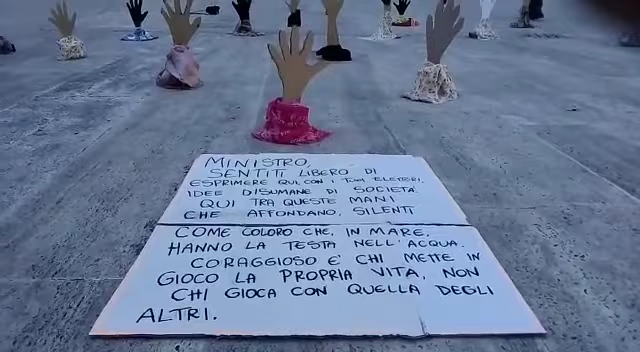 MINISTRO,
SENTITI LIBERO DI
ESPRIMERE QUI, CON I TUOI ELETTORI,
IDEE DISUMANE DI SOCIETÀ.
QUI TRA QUESTE MANI
CHE AFFONDANO, SILENTI
COME COLORO CHE, IN MARE,
HANNO LA TESTA NELL'ACQUA.
CORAGGIOSO E' CHI METTE IN
GIOCO LA PROPRIA VITA, NON
CHI GIOCA CON QUELLA DEGLI
ALTRI.